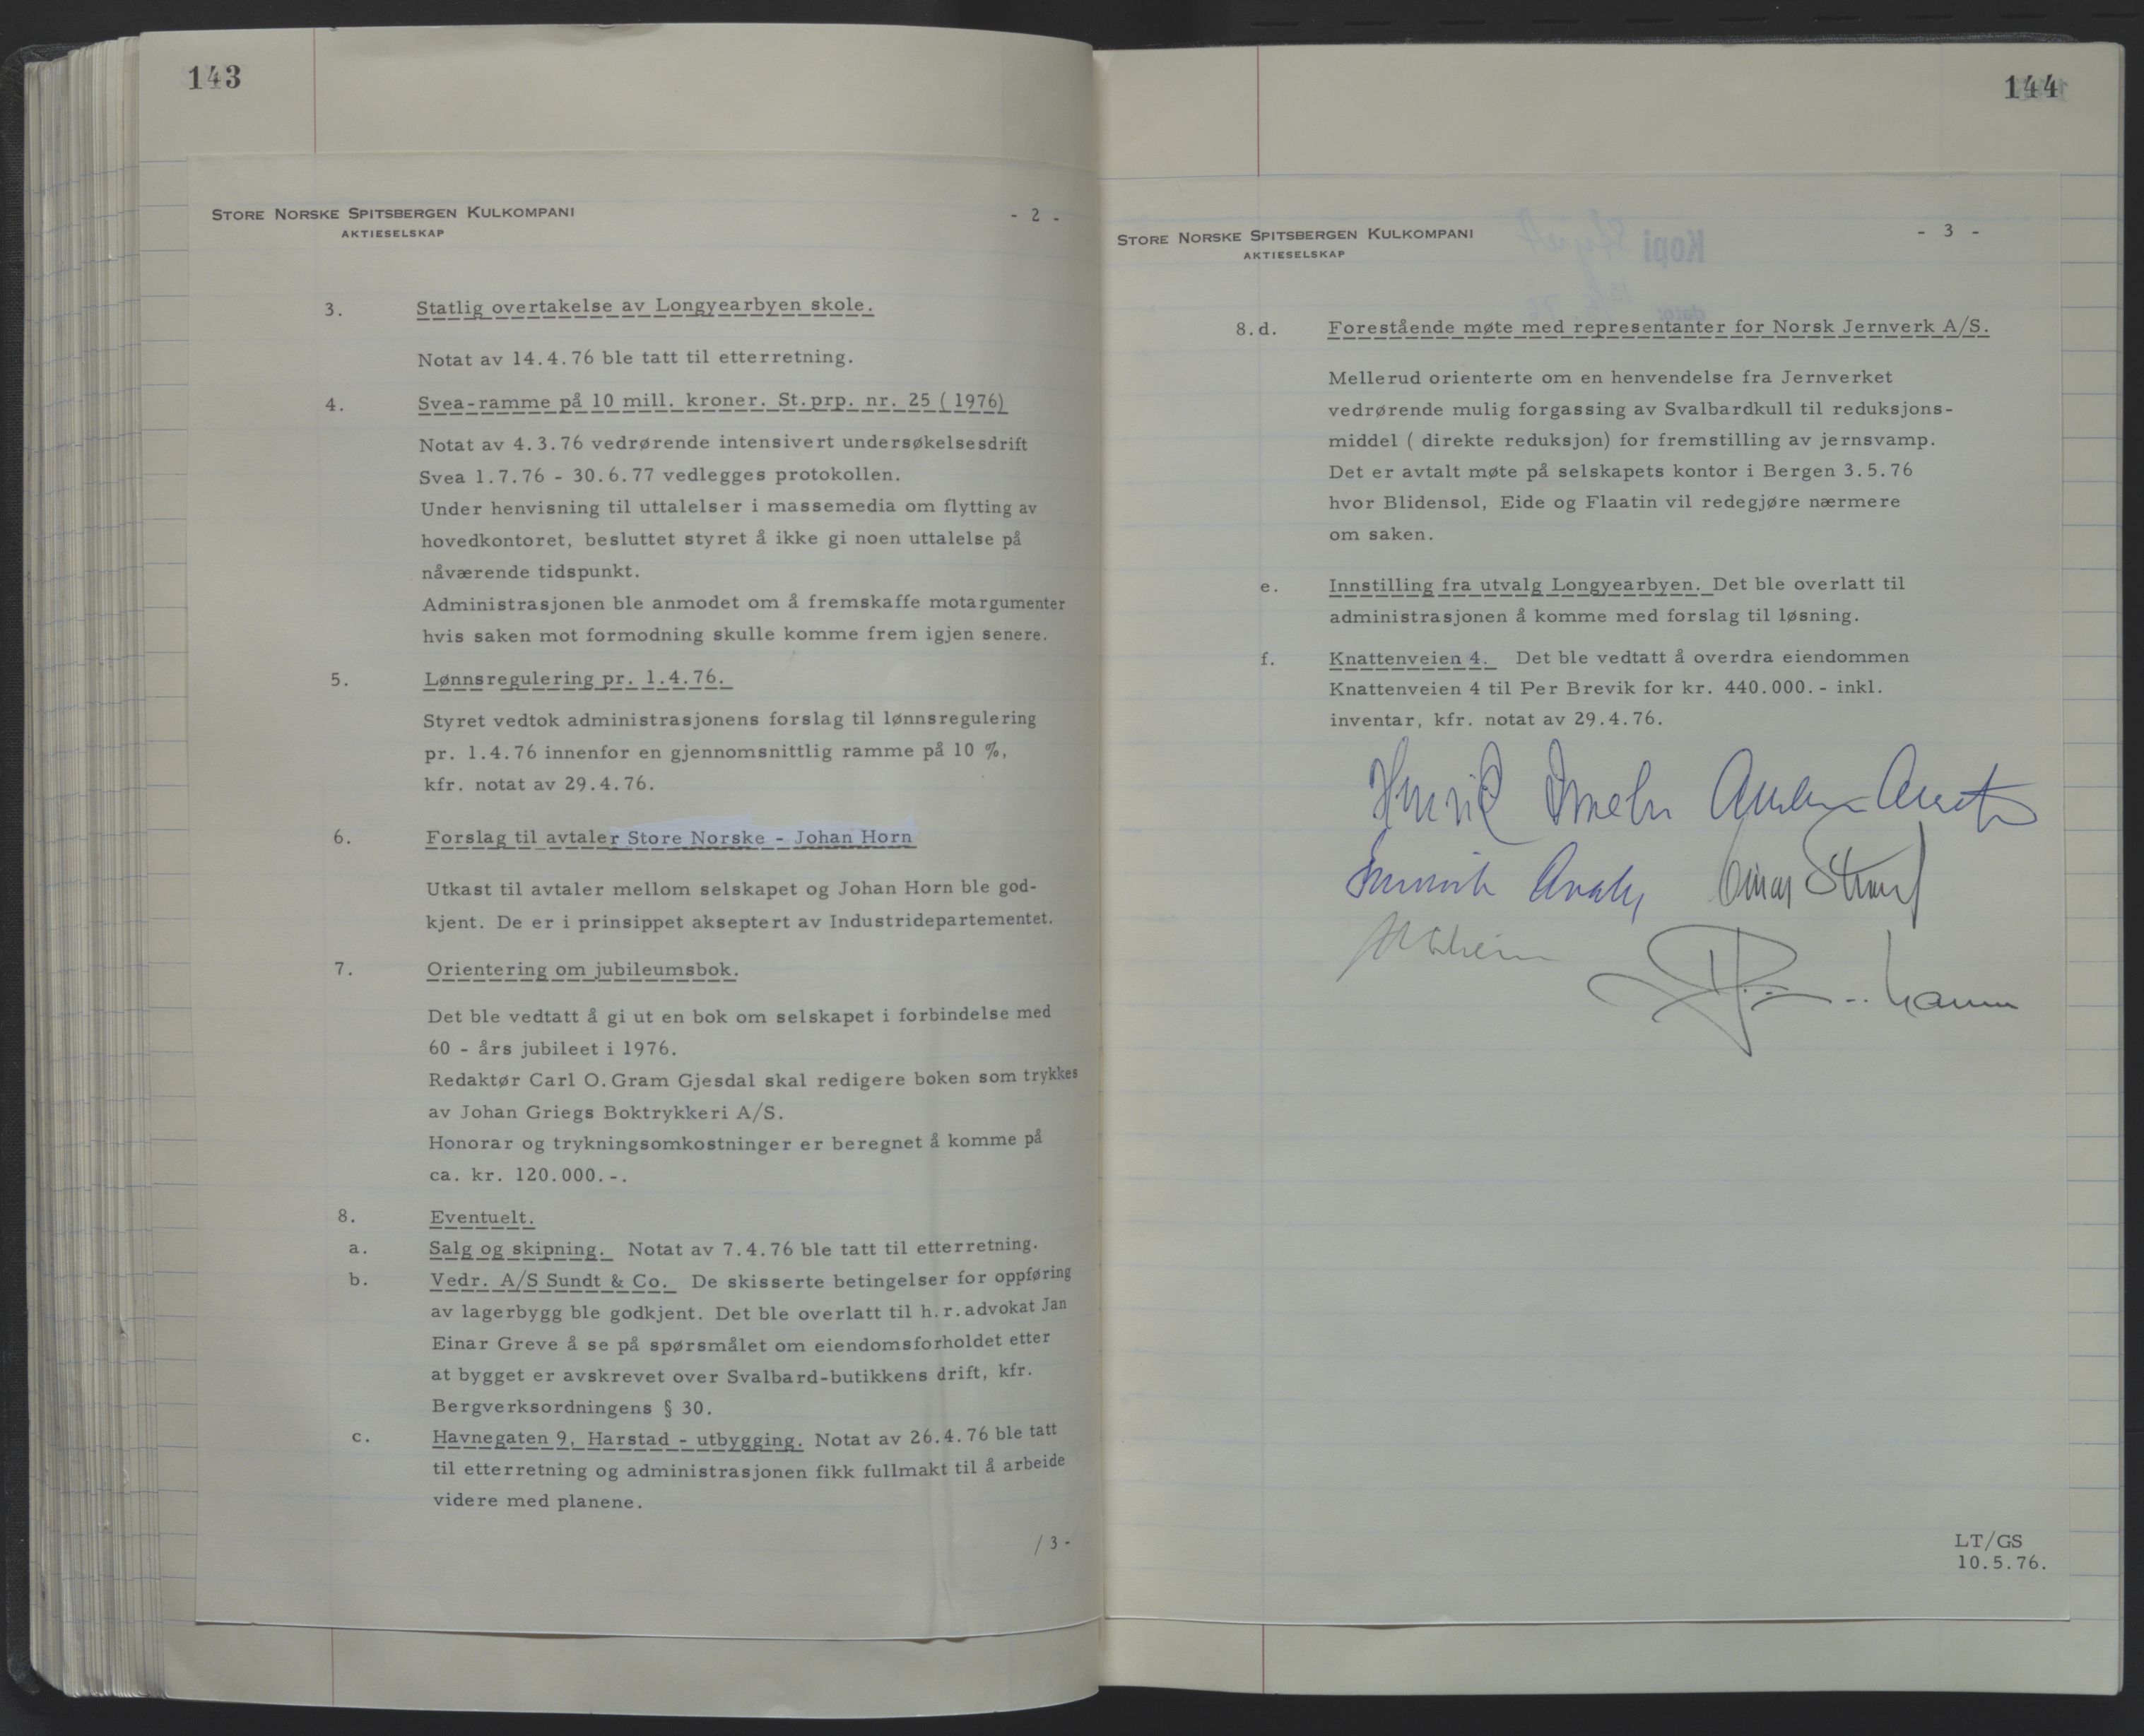 143
STORE NORSKE SPITSBERGEN KULKOMPANI
AKTIESELSKAP
- 2 -
3. Statlig overtakelse av Longyearbyen skole.
Notat av 14.4.76 ble tatt til etterretning.
4. Svea-ramme på 10 mill. kroner. St.prp. nr. 25 (1976)
Notat av 4.3.76 vedrørende intensivert undersøkelsesdrift
Svea 1.7.76 - 30.6.77 vedlegges protokollen.
Under henvisning til uttalelser i massemedia om flytting av
hovedkontoret, besluttet styret å ikke gi noen uttalelse på
nåværende tidspunkt.
Administrasjonen ble anmodet om å fremskaffe motargumenter
hvis saken mot formodning skulle komme frem igjen senere.
5. Lønnsregulering pr. 1.4.76.
Styret vedtok administrasjonens forslag til lønnsregulering
pr. 1.4.76 innenfor en gjennomsnittlig ramme på 10 %,
kfr. notat av 29.4.76.
6. Forslag til avtaler Store Norske - Johan Horn
Utkast til avtaler mellom selskapet og Johan Horn ble god-
kjent. De er i prinsippet akseptert av Industridepartementet.
7. Orientering om jubileumsbok.
Det ble vedtatt å gi ut en bok om selskapet i forbindelse med
60 - års jubileet i 1976.
Redaktør Carl O. Gram Gjesdal skal redigere boken som trykkes
av Johan Griegs Boktrykkeri A/S.
Honorar og trykningsomkostninger er beregnet å komme på
ca. kr. 120.000.-.
8. Eventuelt.
a. Salg og skipning. Notat av 7.4.76 ble tatt til etterretning.
b. Vedr. A/S Sundt & Co. De skisserte betingelser for oppføring
av lagerbygg ble godkjent. Det ble overlatt til h.r.advokat Jan
Einar Greve å se på spørsmålet om eiendomsforholdet etter
at bygget er avskrevet over Svalbard-butikkens drift, kfr.
Bergverksordningens § 30.
c. Havnegaten 9, Harstad - utbygging. Notat av 26.4.76 ble tatt
til etterretning og administrasjonen fikk fullmakt til å arbeide
videre med planene.
/ 3 -
144
STORE NORSKE SPITSBERGEN KULKOMPANI
AKTIESELSKAP
- 3 -
Kopi
dato:
8.d. Forestående møte med representanter for Norsk Jernverk A/S.
Mellerud orienterte om en henvendelse fra Jernverket
vedrørende mulig forgassing av Svalbardkull til reduksjons-
middel ( direkte reduksjon) for fremstilling av jernsvamp.
Det er avtalt møte på selskapets kontor i Bergen 3.5.76
hvor Blidensol, Eide og Flaatin vil redegjøre nærmere
om saken.
e. Innstilling fra utvalg Longyearbyen. Det ble overlatt til
administrasjonen å komme med forslag til løsning.
f. Knattenveien 4. Det ble vedtatt å overdra eiendommen
Knattenveien 4 til Per Brevik for kr. 440.000.- inkl.
inventar, kfr. notat av 29.4.76.
Henrik
Einar
LT/GS
10.5.76.